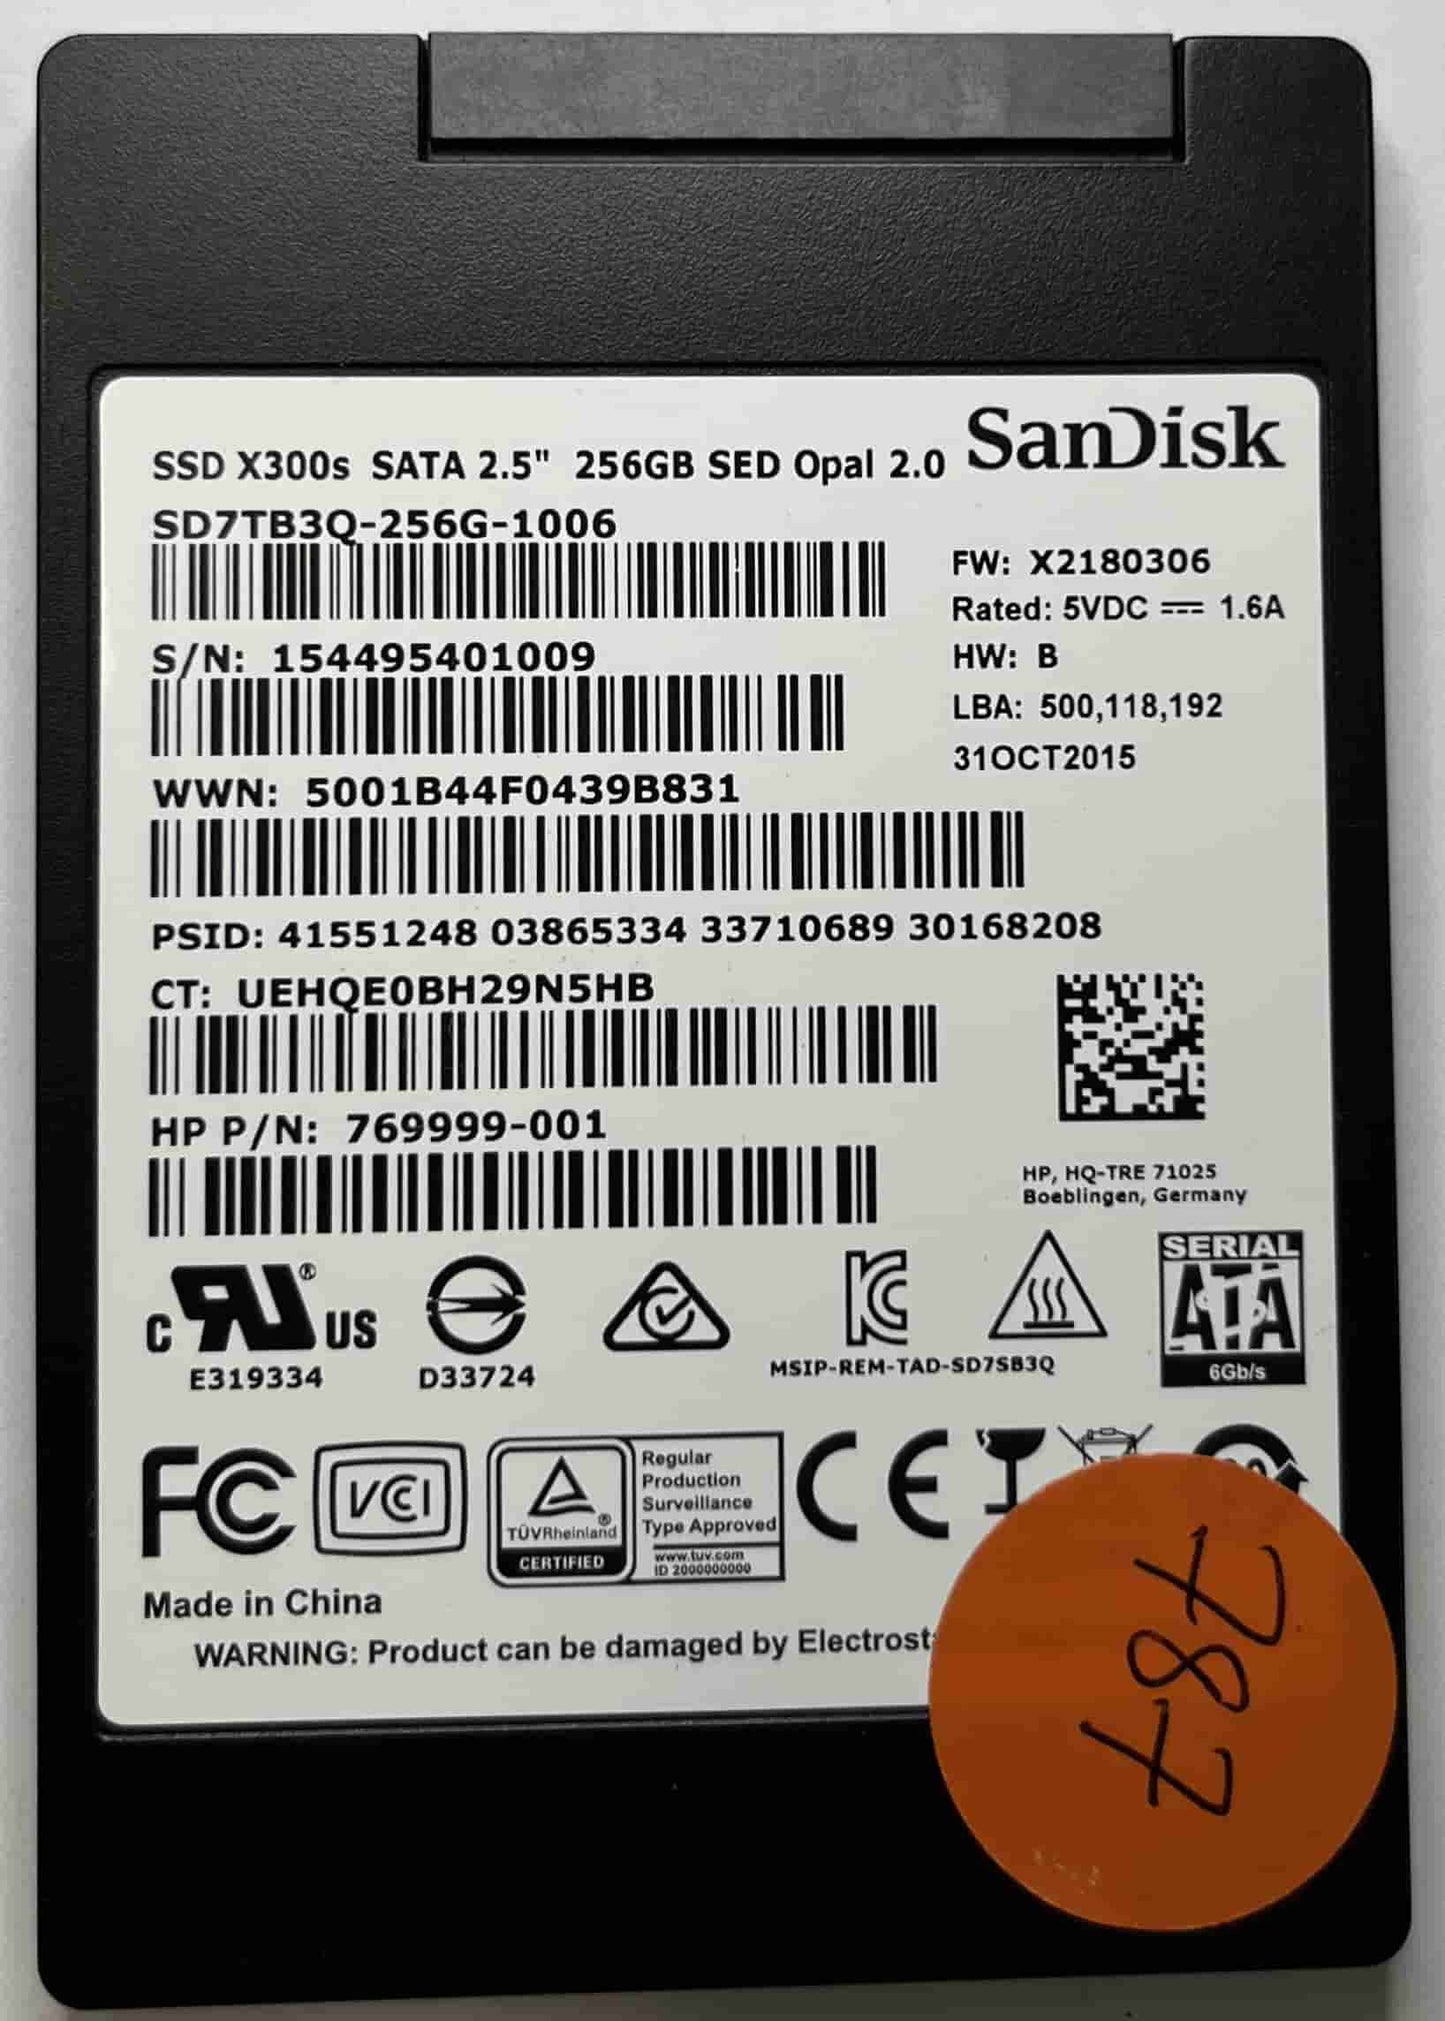 SanDisk
SSD X300s SATA 2.5" 256GB SED Opal 2.0
SD7TB3Q-256G-1006
FW: X2180306
Rated: 5VDC ⎓ 1.6A
S/N: 154495401009
HW: B
LBA: 500,118,192
31OCT2015
WWN: 5001B44F0439B831
PSID: 41551248 03865334 33710689 30168208
CT: UEHQE0BH29N5HB
HP P/N: 769999-001
HP, HQ-TRE 71025
Boeblingen, Germany
c RU ® US
E319334
D33724
KC
MSIP-REM-TAD-SD7SB3Q
SERIAL
ATA
6Gb/s
FC
VCI
TÜVRheinland ®
CERTIFIED
Regular
Production
Surveillance
Type Approved
www.tuv.com
ID 2000000000
CE
Made in China
WARNING: Product can be damaged by
787